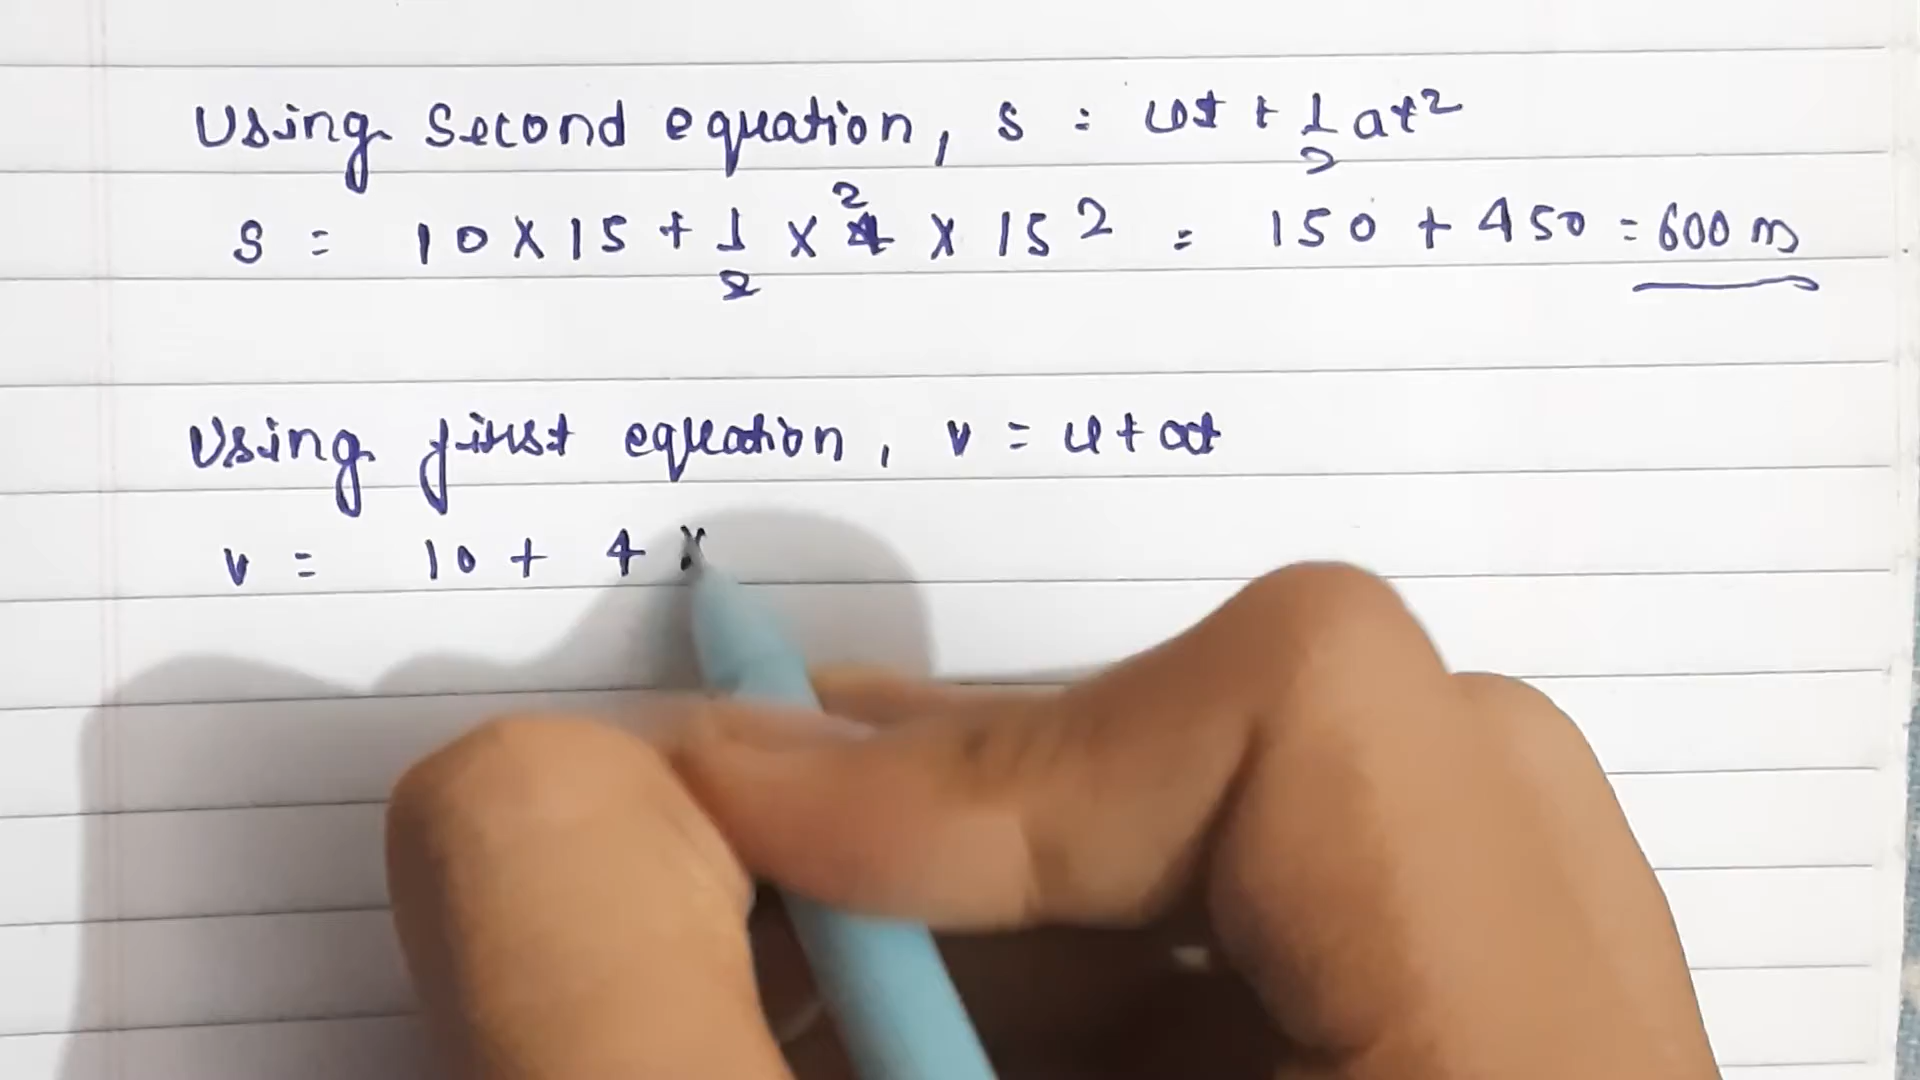 Using Second equation, s = ut + 1/2 at²
s = 10 X 15 + 1/2 X 4 2 X 15² = 150 + 450 = 600 m
Using first equation, v = u + at
v = 10 + 4 X